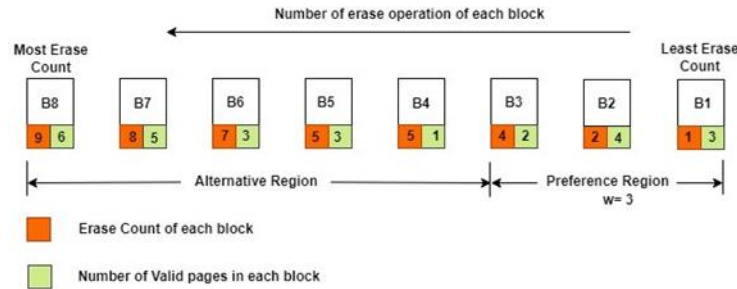 Number of erase operation of each block
Most Erase
Count
Least Erase
Count
B8 B7 B6 B5 B4 B3 B2 B1
9 6 8 5 7 3 5 3 5 1 4 2 2 4 1 3
Alternative Region Preference Region
w= 3
Erase Count of each block
Number of Valid pages in each block